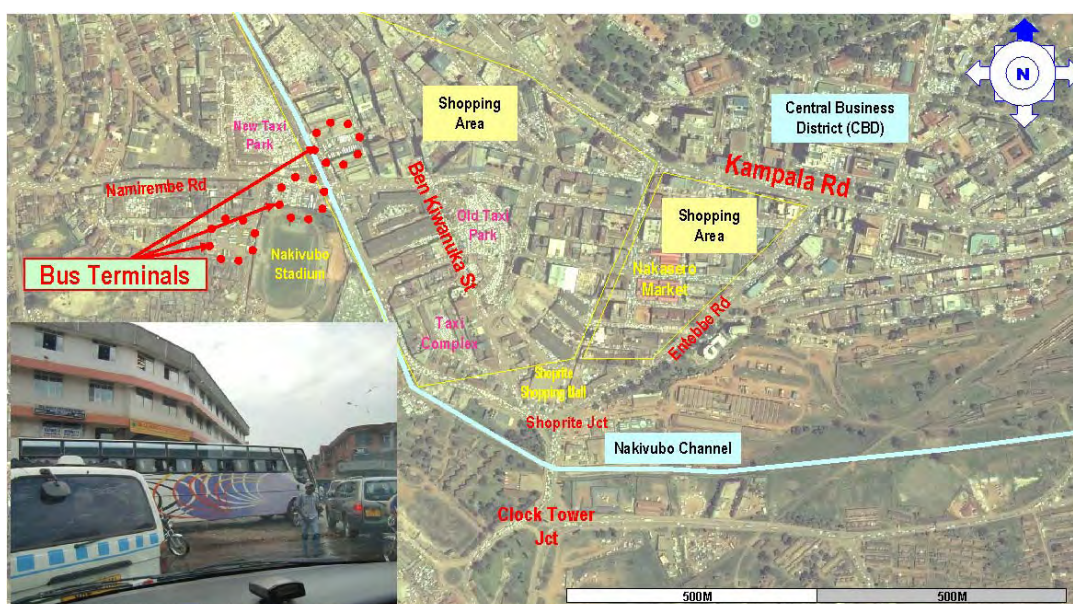 Shopping
Area
Central Business
District (CBD)
N
New Taxi
Park
Namirembe Rd
Ben Kiwanuka St
Kampala Rd
Old Taxi
Park
Shopping
Area
Nakasero
Market
Bus Terminals
Nakivubo
Stadium
Taxi
Complex
Entebbe Rd
Shoprite
Shopping Mall
Shoprite Jct
Nakivubo Channel
Clock Tower
Jct
500M
500M